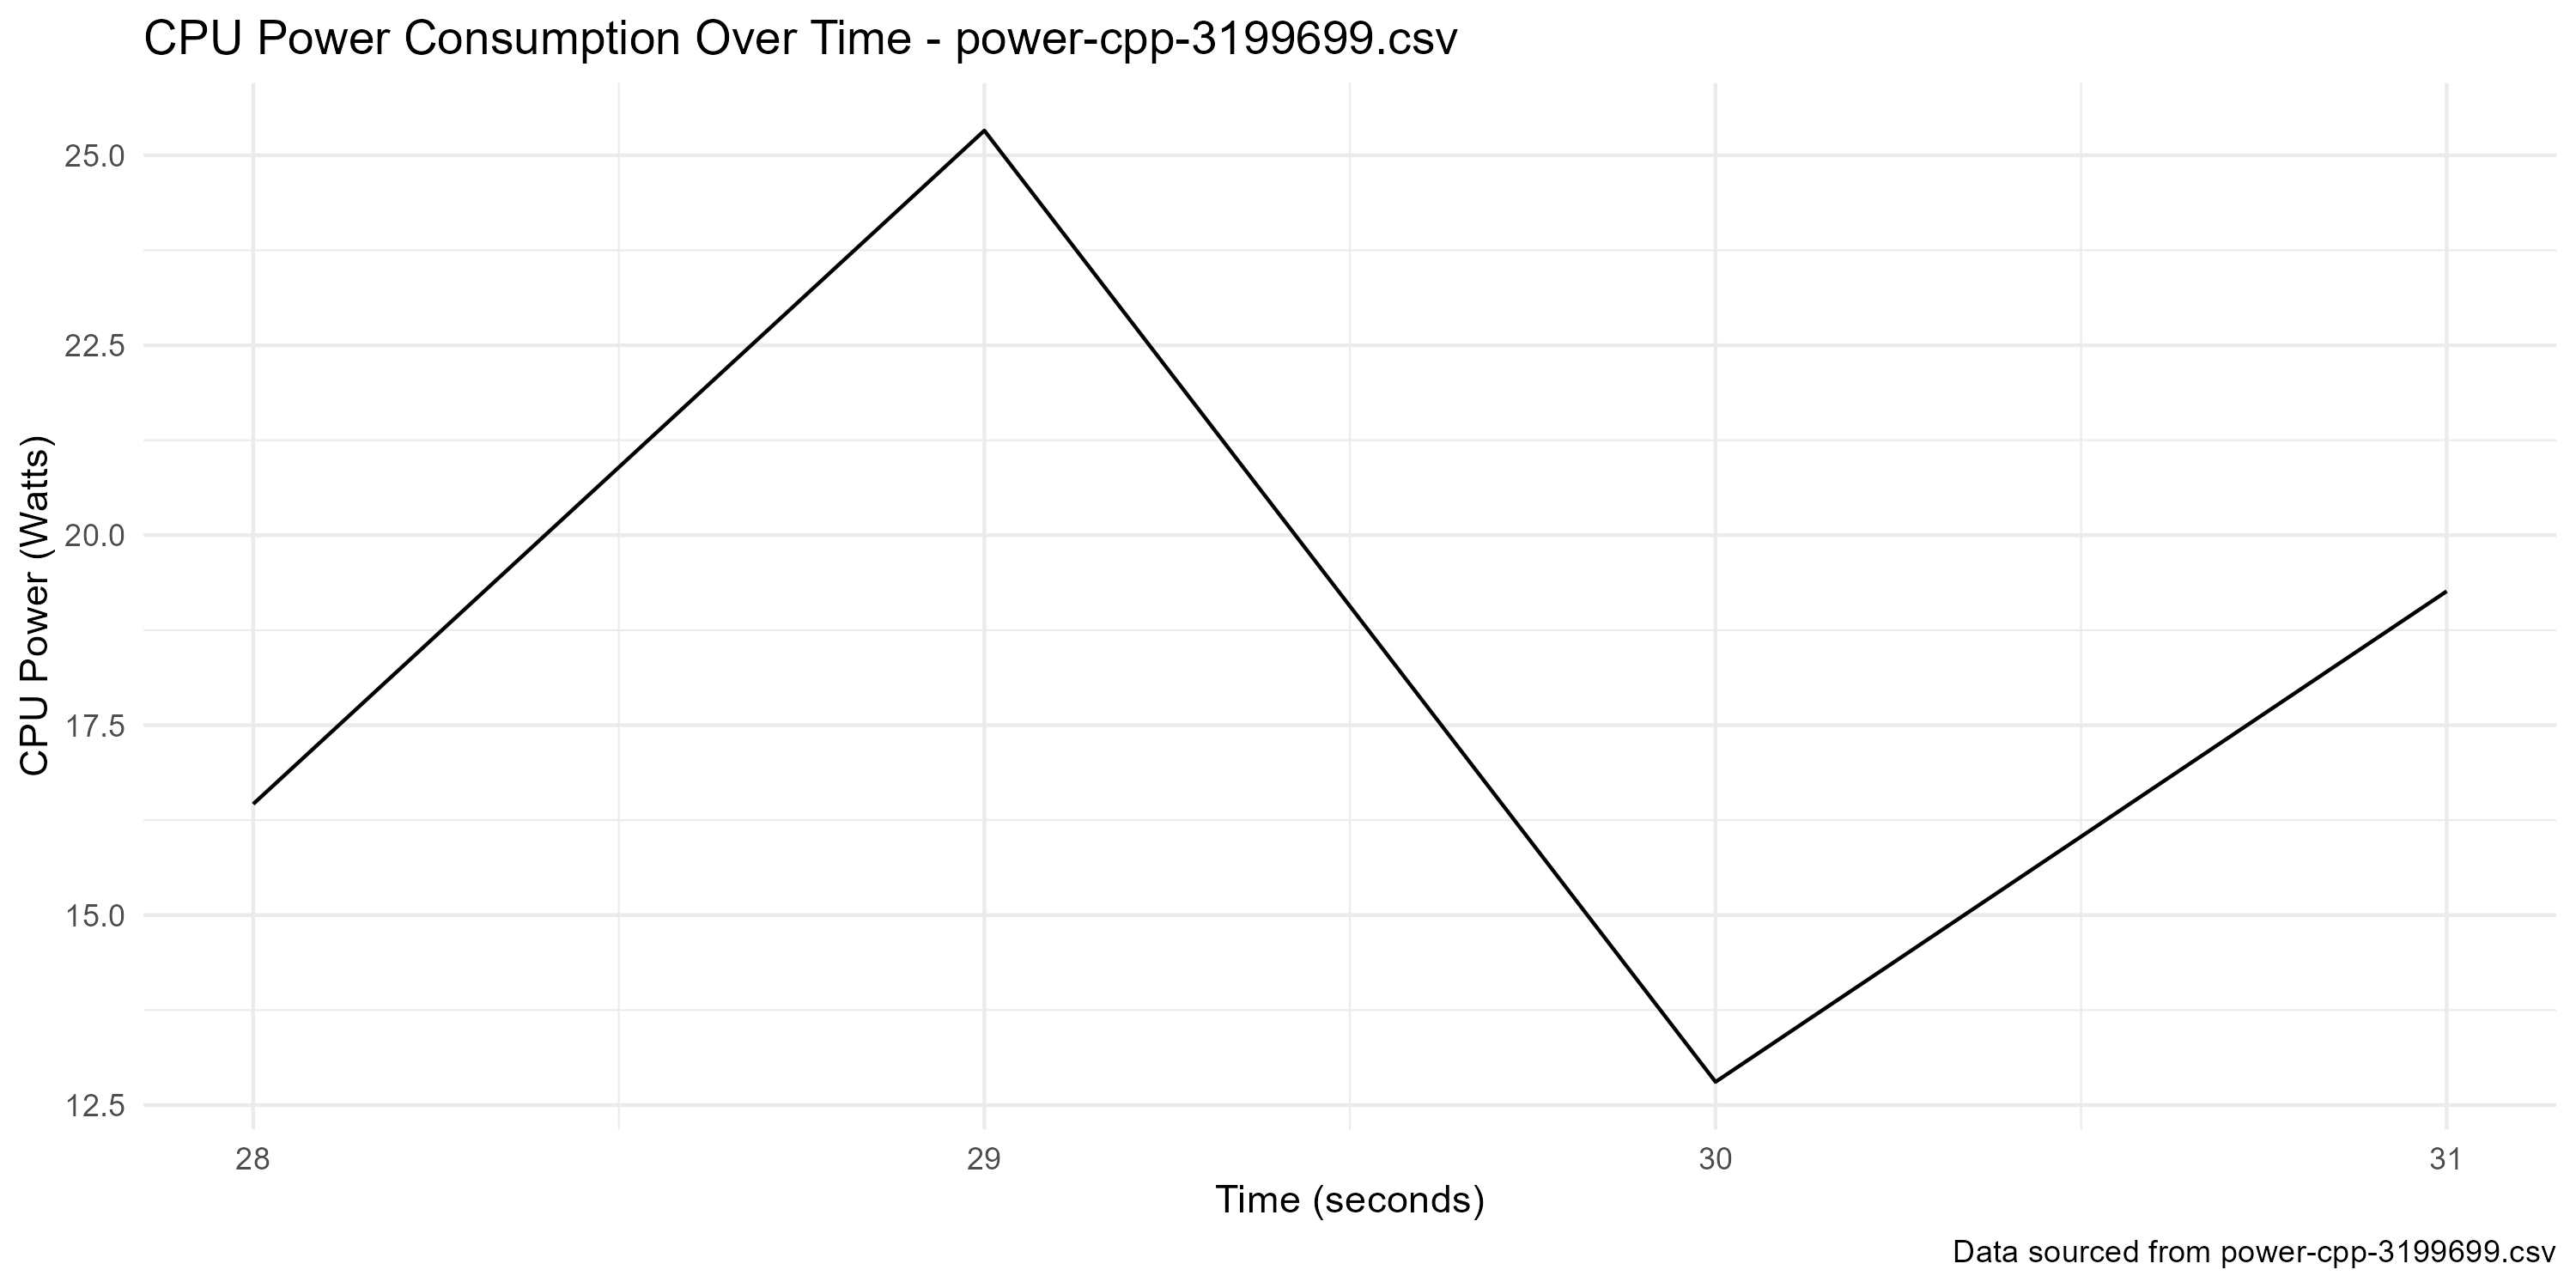 CPU Power Consumption Over Time - power-cpp-3199699.csv
CPU Power (Watts)
25.0
22.5
20.0
17.5
15.0
12.5
28 29 30 31
Time (seconds)
Data sourced from power-cpp-3199699.csv